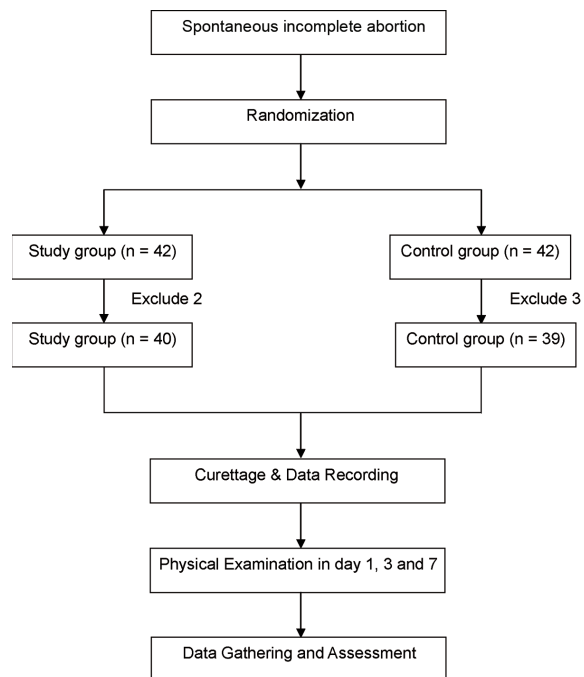 Spontaneous incomplete abortion
Randomization
Study group (n = 42)
Control group (n = 42)
Exclude 2
Exclude 3
Study group (n = 40)
Control group (n = 39)
Curettage & Data Recording
Physical Examination in day 1, 3 and 7
Data Gathering and Assessment